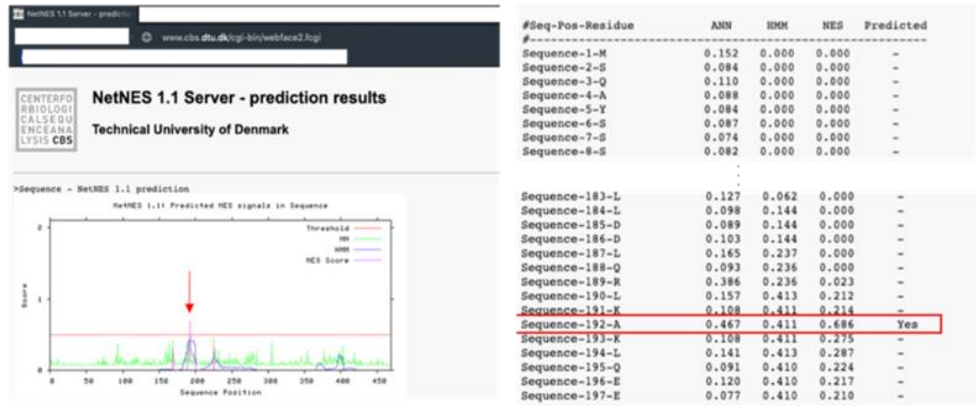 NetNES 1.1 Server - predictio
www.cbs.dtu.dk/cgi-bin/webface2.fcgi
CENTERFO
RBIOLOGI
CALSEQU
ENCEANA
LYSIS CBS
NetNES 1.1 Server - prediction results
Technical University of Denmark
>Sequence - NetNES 1.1 prediction
NetNES 1.1: Predicted NES signals in Sequence
Threshold
NN
HMM
NES Score
2
1
0
Score
0 50 100 150 200 250 300 350 400 450
Sequence Position
#Seq-Pos-Residue ANN HMM NES Predicted
#----------------------------------------------------
Sequence-1-M 0.152 0.000 0.000 -
Sequence-2-S 0.084 0.000 0.000 -
Sequence-3-Q 0.110 0.000 0.000 -
Sequence-4-A 0.088 0.000 0.000 -
Sequence-5-Y 0.084 0.000 0.000 -
Sequence-6-S 0.087 0.000 0.000 -
Sequence-7-S 0.074 0.000 0.000 -
Sequence-8-S 0.082 0.000 0.000 -
Sequence-183-L 0.127 0.062 0.000 -
Sequence-184-L 0.098 0.144 0.000 -
Sequence-185-D 0.089 0.144 0.000 -
Sequence-186-D 0.103 0.144 0.000 -
Sequence-187-L 0.165 0.237 0.000 -
Sequence-188-Q 0.093 0.236 0.000 -
Sequence-189-R 0.386 0.236 0.023 -
Sequence-190-L 0.157 0.413 0.212 -
Sequence-191-K 0.108 0.411 0.214 -
Sequence-192-A 0.467 0.411 0.686 Yes
Sequence-193-K 0.108 0.411 0.275 -
Sequence-194-L 0.141 0.413 0.287 -
Sequence-195-Q 0.091 0.410 0.224 -
Sequence-196-E 0.120 0.410 0.217 -
Sequence-197-E 0.077 0.410 0.210 -